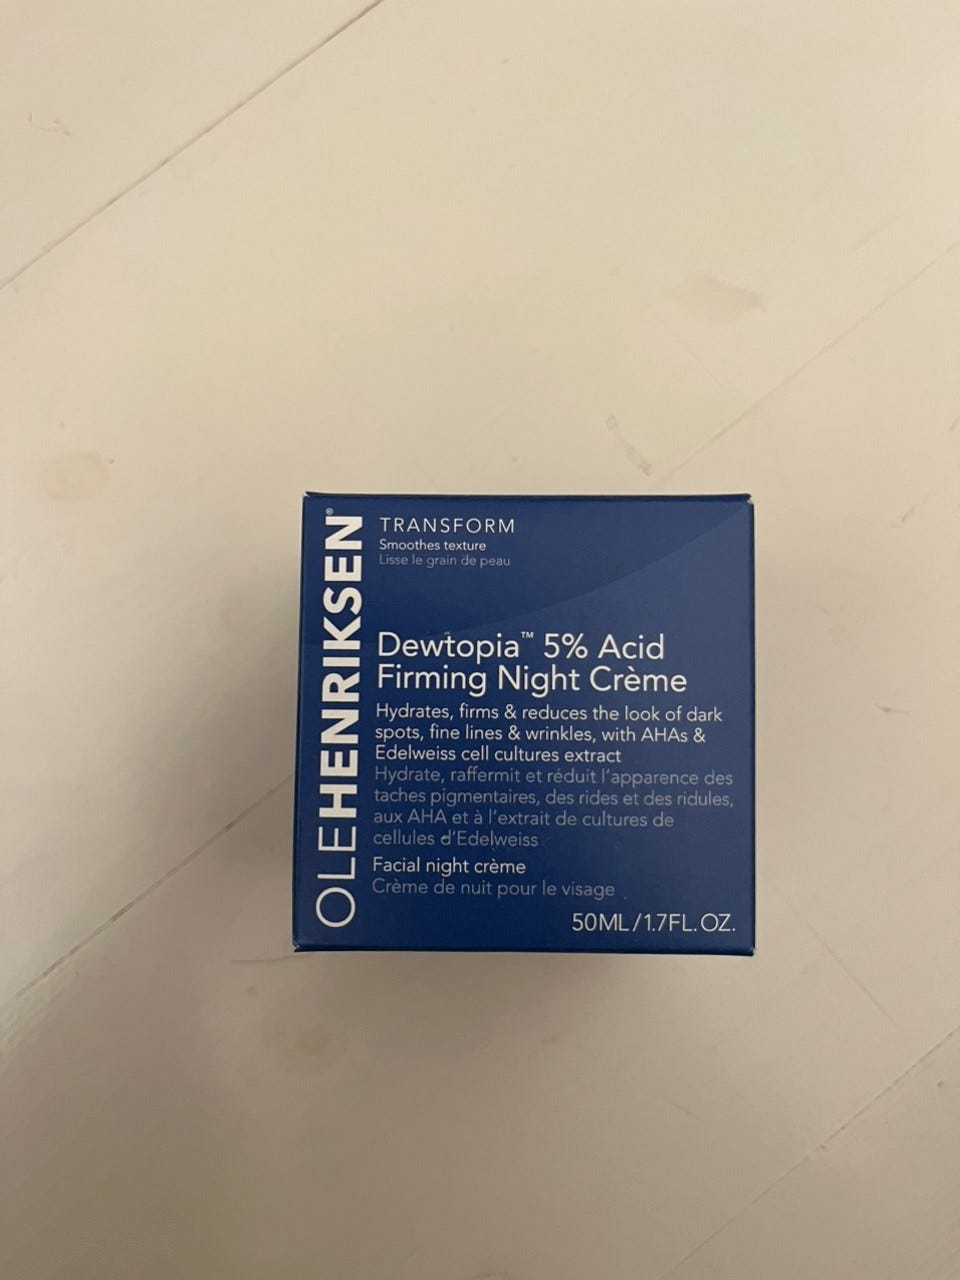 OLEHENRIKSEN®
TRANSFORM
Smoothes texture
Lisse le grain de peau
Dewtopia™ 5% Acid
Firming Night Crème
Hydrates, firms & reduces the look of dark
spots, fine lines & wrinkles, with AHAs &
Edelweiss cell cultures extract
Hydrate, raffermit et réduit l'apparence des
taches pigmentaires, des rides et des ridules,
aux AHA et à l'extrait de cultures de
cellules d'Edelweiss
Facial night crème
Crème de nuit pour le visage
50ML/1.7FL. OZ.